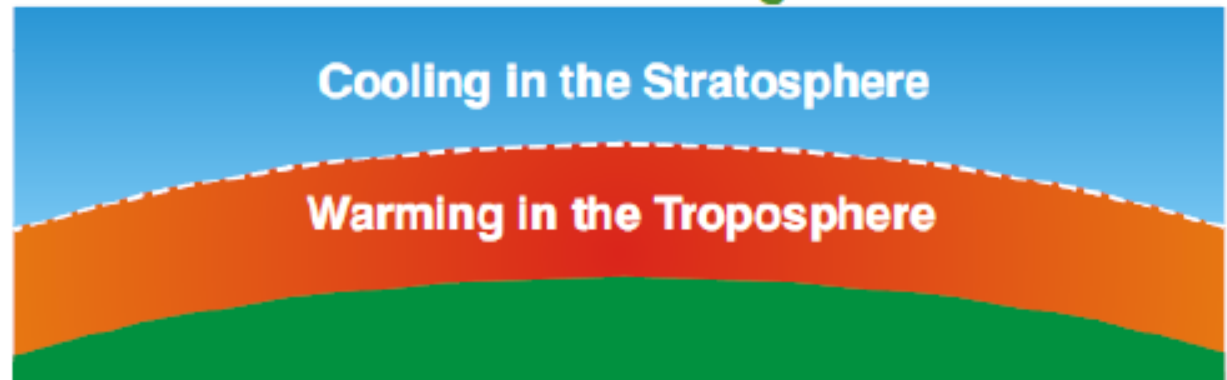 Cooling in the Stratosphere
Warming in the Troposphere